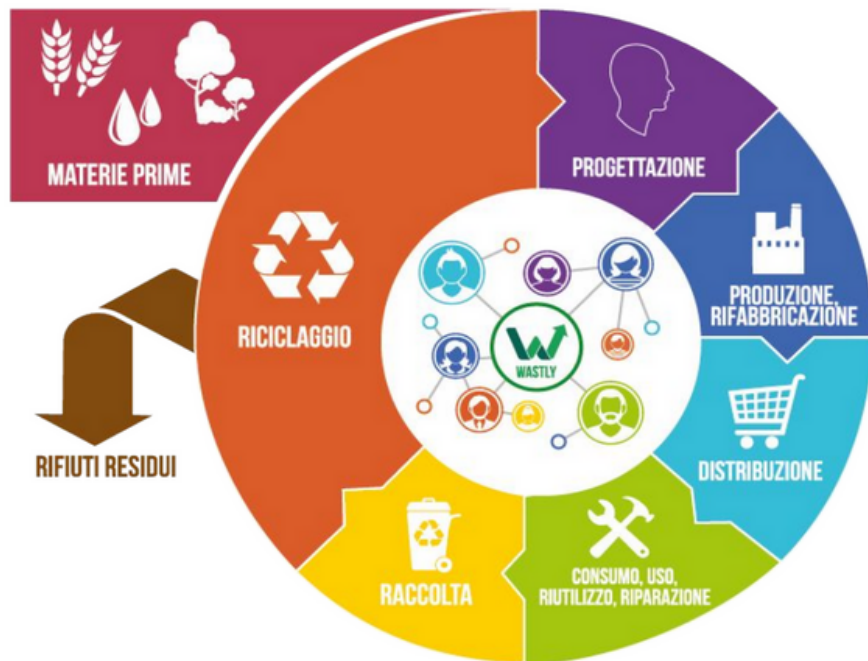 MATERIE PRIME
PROGETTAZIONE
PRODUZIONE,
RIFABBRICAZIONE
DISTRIBUZIONE
CONSUMO, USO,
RIUTILIZZO, RIPARAZIONE
RACCOLTA
RICICLAGGIO
RIFIUTI RESIDUI
W
WASTLY